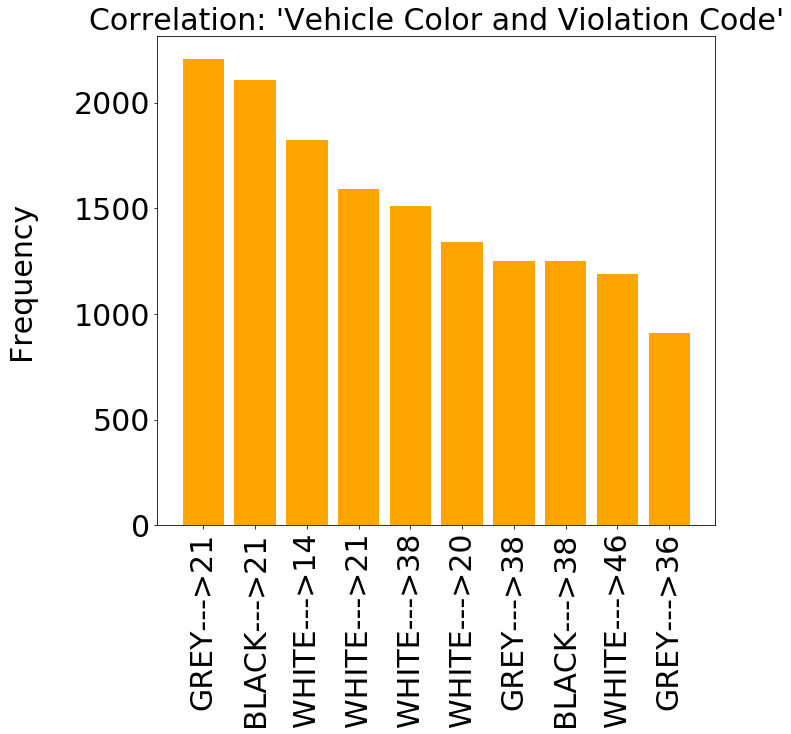 Correlation: 'Vehicle Color and Violation Code'
Frequency
2000
1500
1000
500
0
GREY--->21
BLACK--->21
WHITE--->14
WHITE--->21
WHITE--->38
WHITE--->20
GREY--->38
BLACK--->38
WHITE--->46
GREY--->36